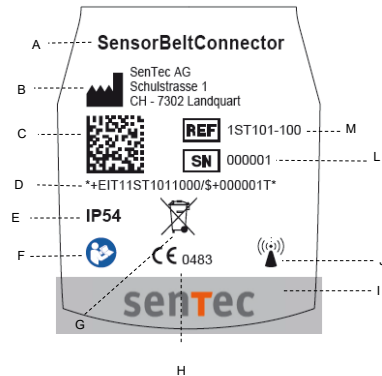 A SensorBeltConnector
B SenTec AG
Schulstrasse 1
CH - 7302 Landquart
C REF 1ST101-100 M
SN 000001 L
D *+EIT11ST1011000/$+000001T*
E IP54
F CE 0483 J
sentec I
G
H